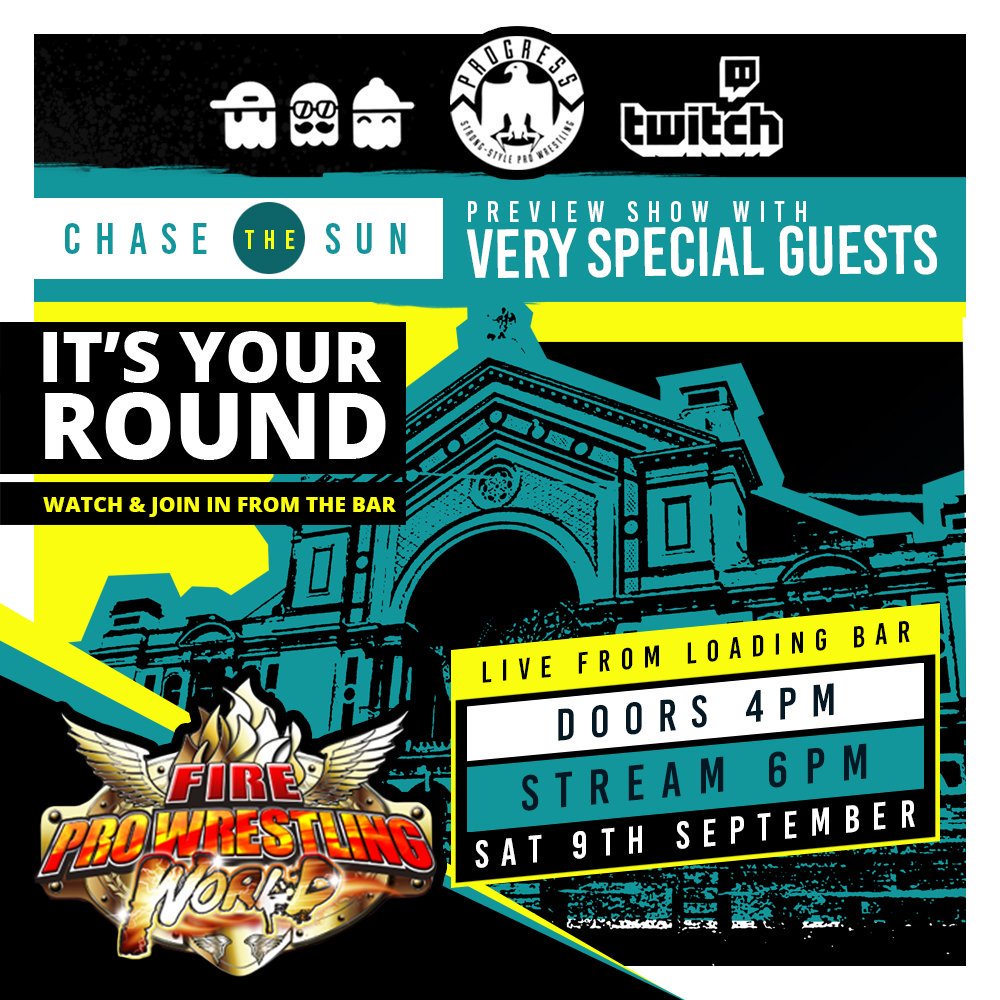 PROGRESS
STRONG-STYLE PRO WRESTLING
twitch
CHASE THE SUN
PREVIEW SHOW WITH
VERY SPECIAL GUESTS
IT'S YOUR
ROUND
WATCH & JOIN IN FROM THE BAR
LIVE FROM LOADING BAR
DOORS 4PM
STREAM 6PM
SAT 9TH SEPTEMBER
FIRE
PRO WRESTLING
WORLD